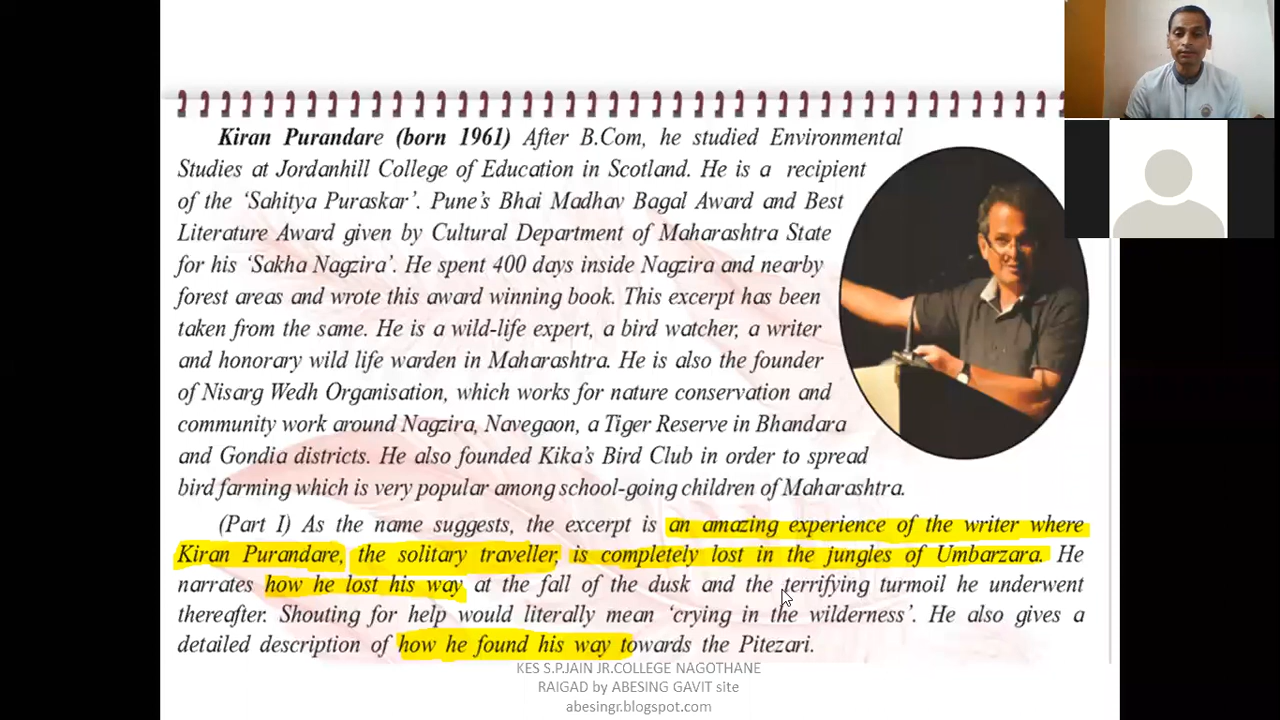 Kiran Purandare (born 1961) After B.Com, he studied Environmental
Studies at Jordanhill College of Education in Scotland. He is a recipient
of the ‘Sahitya Puraskar’. Pune’s Bhai Madhav Bagal Award and Best
Literature Award given by Cultural Department of Maharashtra State
for his ‘Sakha Nagzira’. He spent 400 days inside Nagzira and nearby
forest areas and wrote this award winning book. This excerpt has been
taken from the same. He is a wild-life expert, a bird watcher, a writer
and honorary wild life warden in Maharashtra. He is also the founder
of Nisarg Wedh Organisation, which works for nature conservation and
community work around Nagzira, Navegaon, a Tiger Reserve in Bhandara
and Gondia districts. He also founded Kika’s Bird Club in order to spread
bird farming which is very popular among school-going children of Maharashtra.
(Part I) As the name suggests, the excerpt is an amazing experience of the writer where
Kiran Purandare, the solitary traveller, is completely lost in the jungles of Umbarzara. He
narrates how he lost his way at the fall of the dusk and the terrifying turmoil he underwent
thereafter. Shouting for help would literally mean ‘crying in the wilderness’. He also gives a
detailed description of how he found his way towards the Pitezari.
KES S.P.JAIN JR.COLLEGE NAGOTHANE
RAIGAD by ABESING GAVIT site
abesingr.blogspot.com